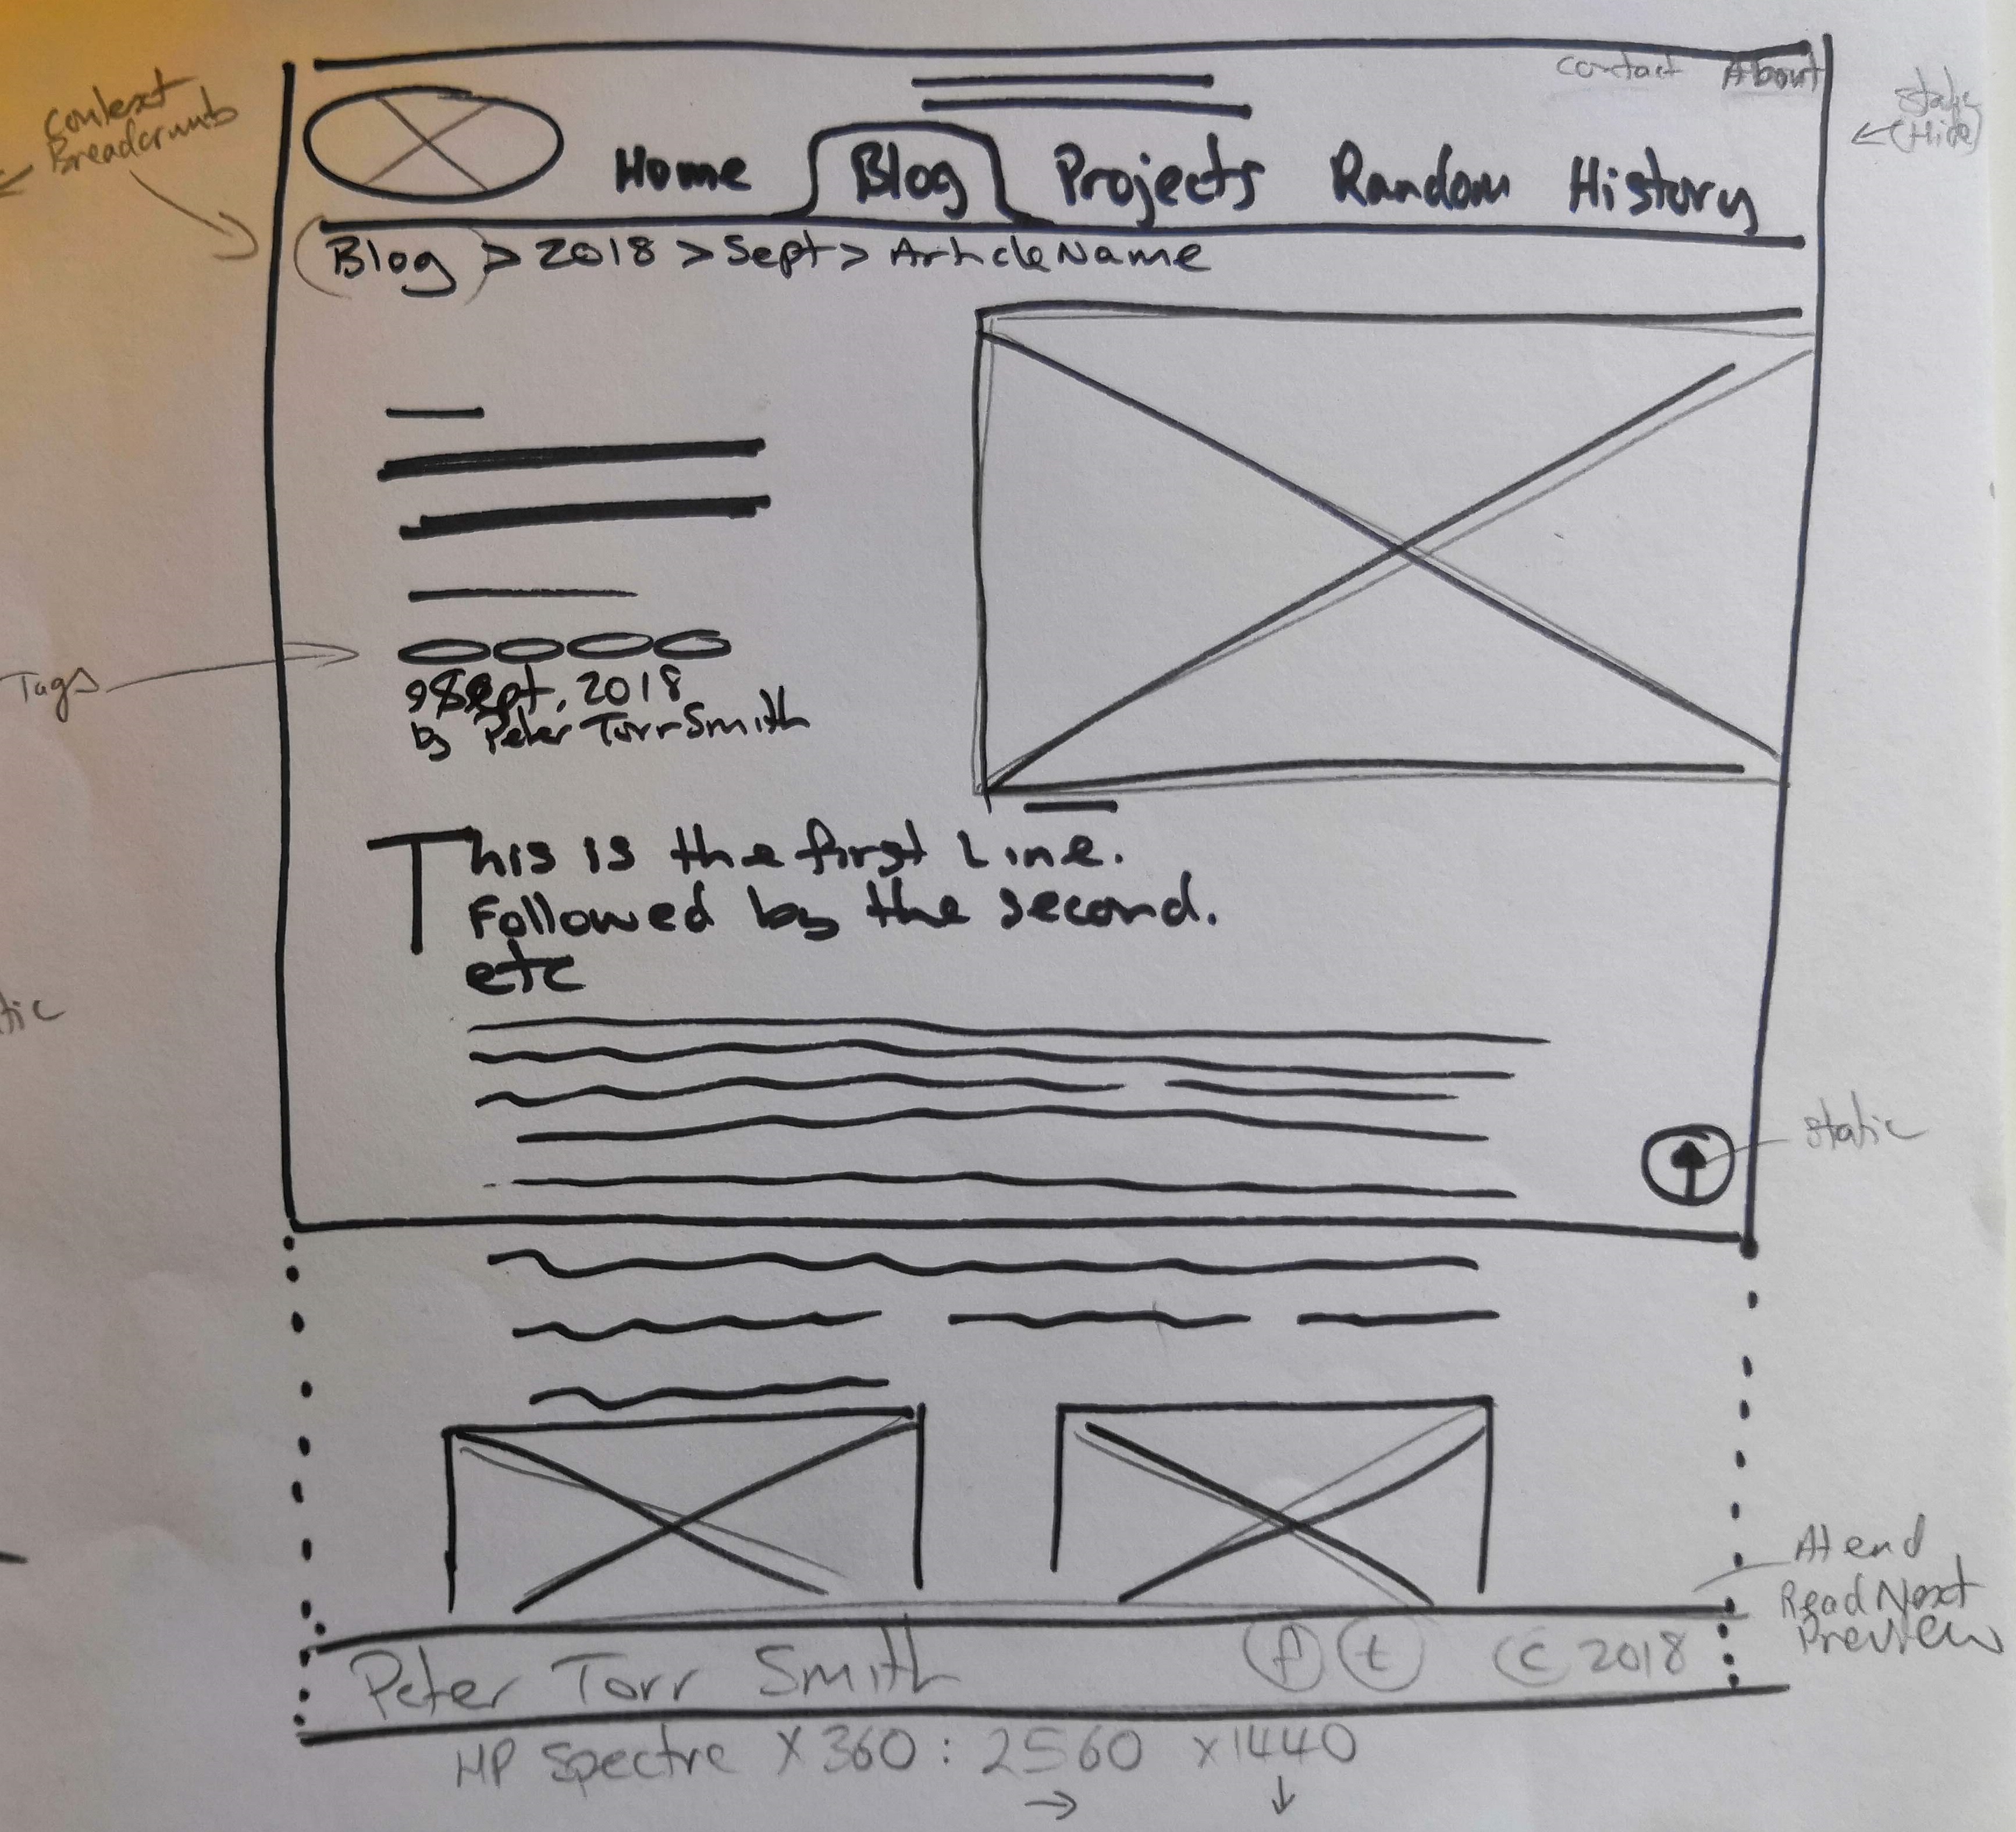 Contact About
Context
Breadcrumb
Static
(Hide)
Home Blog Projects Random History
Blog > 2018 > Sept > ArticleName
Tags
9 Sept, 2018
by Peter Torr Smith
This is the first Line.
Followed by the second.
etc
tic
Static
At end
Read Next
Preview
Peter Torr Smith f t © 2018
HP Spectre X360 : 2560 x1440
→ ↓